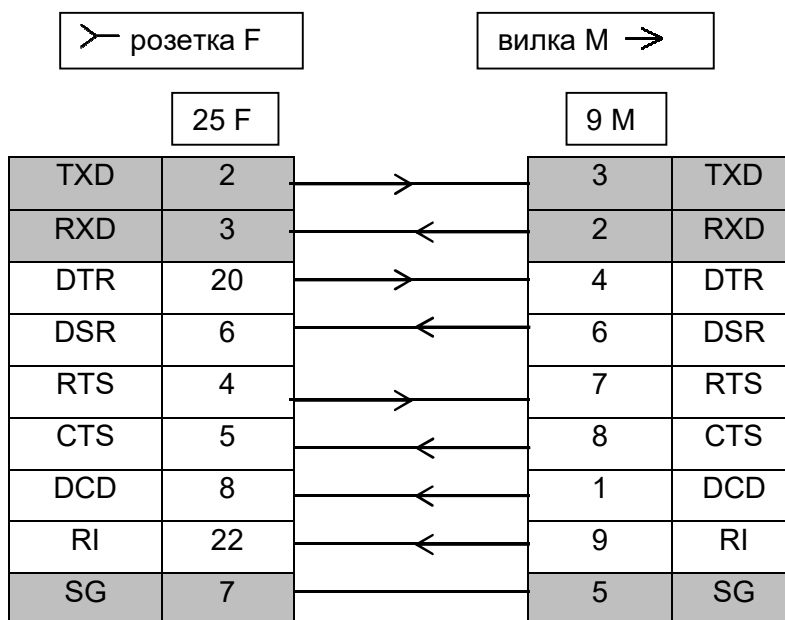 розетка F вилка M
25 F 9 M
TXD 2 3 TXD
RXD 3 2 RXD
DTR 20 4 DTR
DSR 6 6 DSR
RTS 4 7 RTS
CTS 5 8 CTS
DCD 8 1 DCD
RI 22 9 RI
SG 7 5 SG